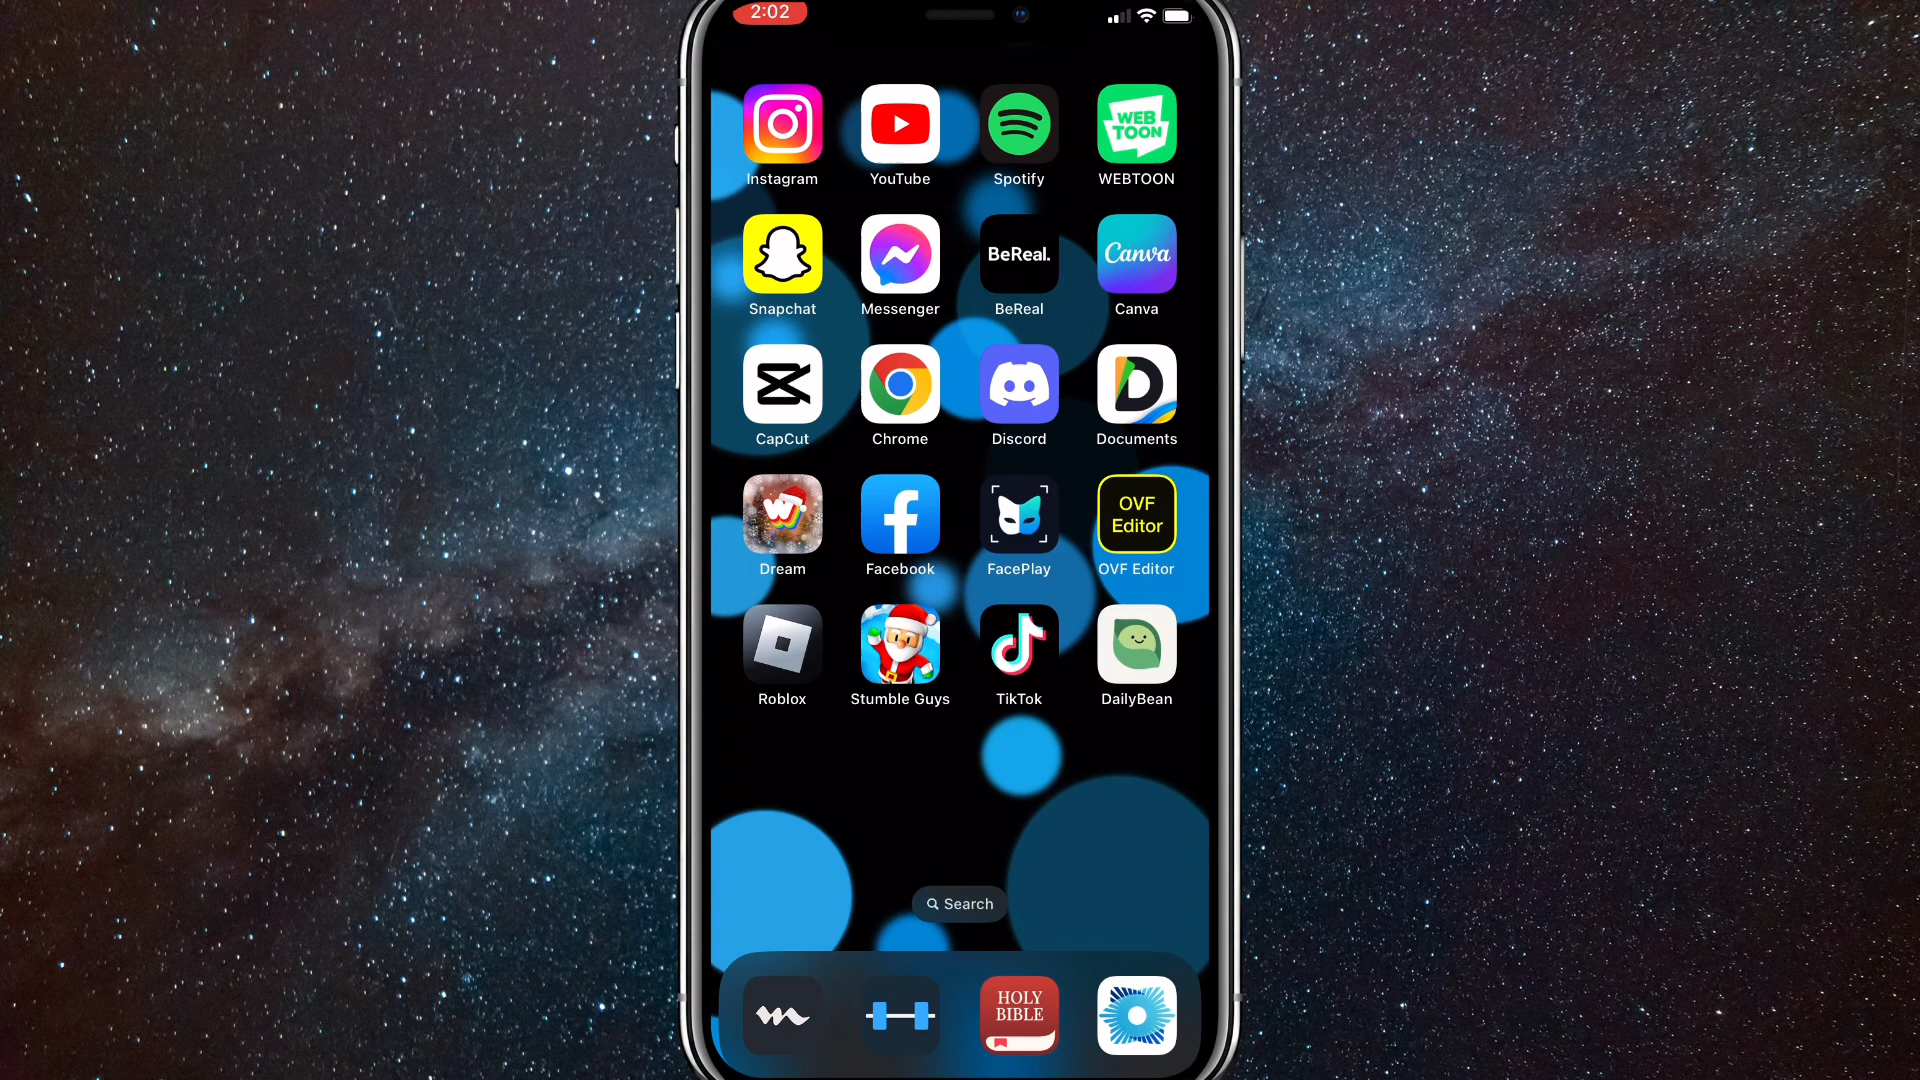 2:02
Instagram
YouTube
Spotify
WEB
TOON
WEBTOON
Snapchat
Messenger
BeReal.
BeReal
Canva
Canva
CapCut
Chrome
Discord
Documents
W
Dream
Facebook
FacePlay
OVF
Editor
OVF Editor
Roblox
Stumble Guys
TikTok
DailyBean
Search
HOLY
BIBLE